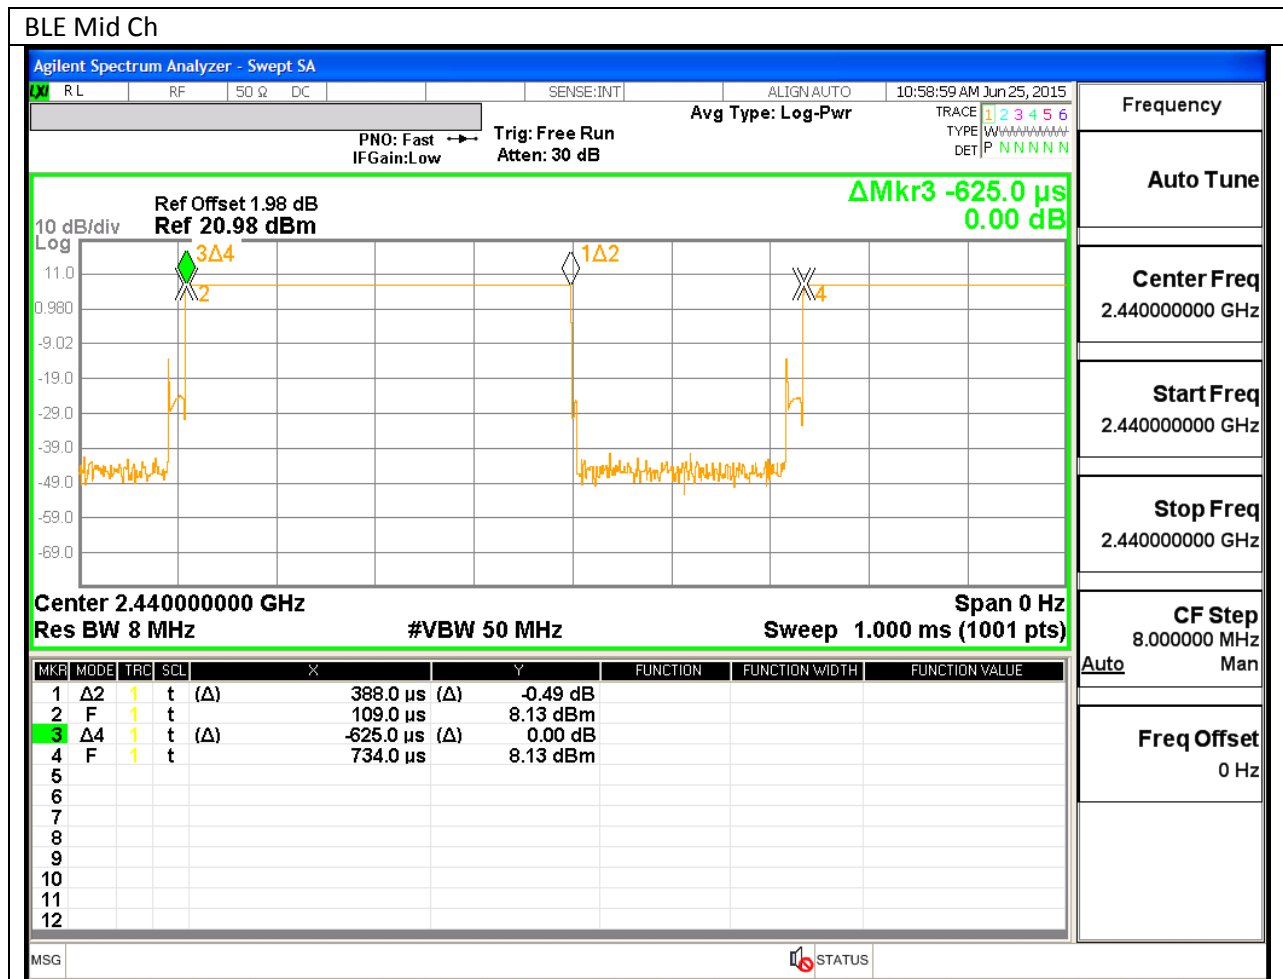 BLE Mid Ch
Agilent Spectrum Analyzer - Swept SA
LXI RL RF 50 Ω DC SENSE:INT ALIGN AUTO 10:58:59 AM Jun 25, 2015
PNO: Fast
IFGain:Low
Trig: Free Run
Atten: 30 dB
Avg Type: Log-Pwr
TRACE 1 2 3 4 5 6
TYPE WWWWWW
DET P N N N N N
ΔMkr3 -625.0 µs
0.00 dB
Ref Offset 1.98 dB
Ref 20.98 dBm
10 dB/div
Log
11.0
0.980
-9.02
-19.0
-29.0
-39.0
-49.0
-59.0
-69.0
3Δ4
2
1Δ2
4
Center 2.440000000 GHz Span 0 Hz
Res BW 8 MHz #VBW 50 MHz Sweep 1.000 ms (1001 pts)
MKR MODE TRC SCL X Y FUNCTION FUNCTION WIDTH FUNCTION VALUE
1 Δ2 1 t (Δ) 388.0 µs (Δ) -0.49 dB
2 F 1 t 109.0 µs 8.13 dBm
3 Δ4 1 t (Δ) -625.0 µs (Δ) 0.00 dB
4 F 1 t 734.0 µs 8.13 dBm
5
6
7
8
9
10
11
12
MSG STATUS
Frequency
Auto Tune
Center Freq
2.440000000 GHz
Start Freq
2.440000000 GHz
Stop Freq
2.440000000 GHz
CF Step
8.000000 MHz
Auto Man
Freq Offset
0 Hz